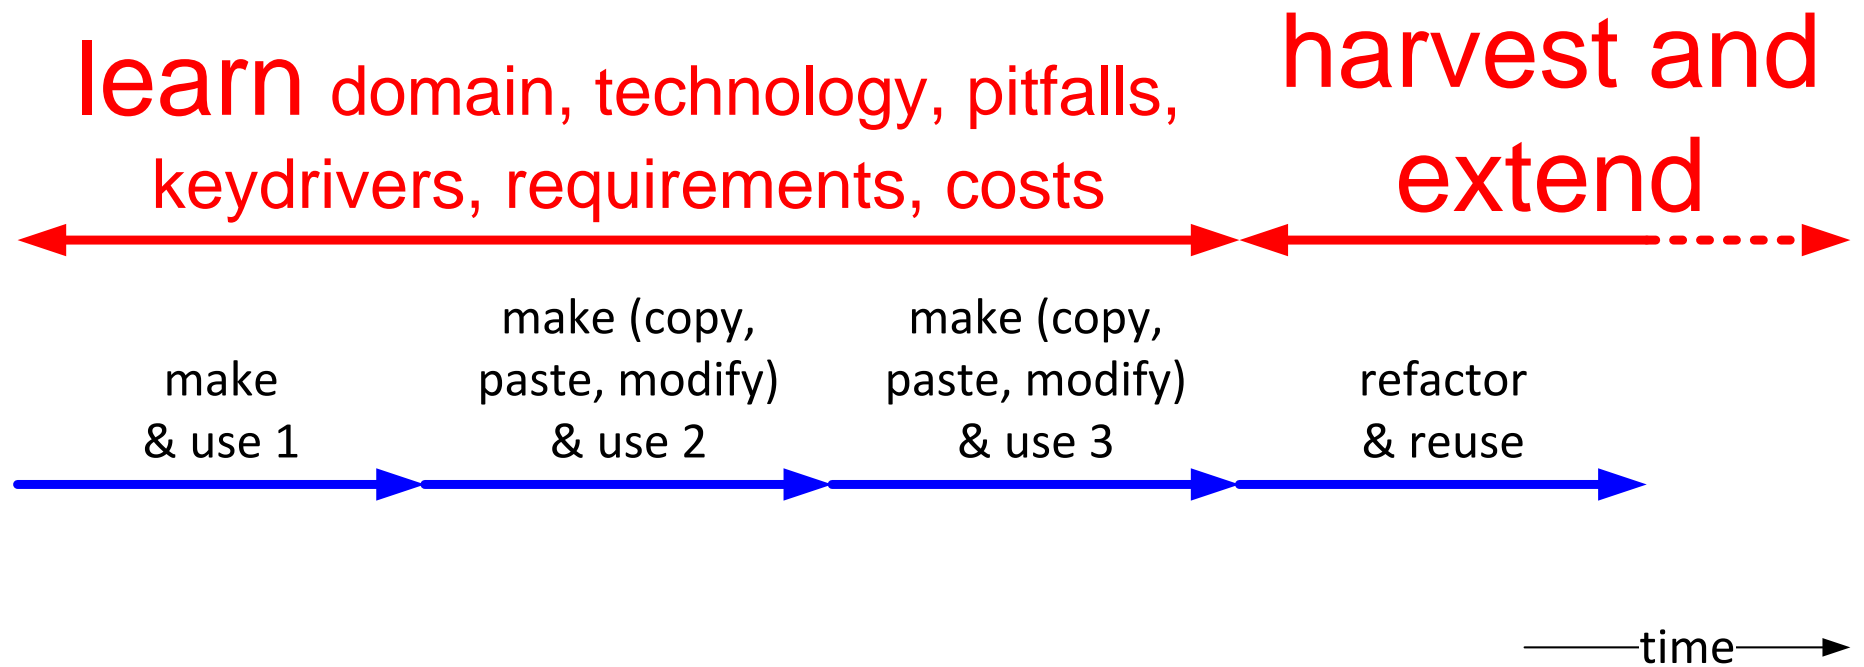 learn domain, technology, pitfalls,
keydrivers, requirements, costs
harvest and
extend
make
& use 1
make (copy,
paste, modify)
& use 2
make (copy,
paste, modify)
& use 3
refactor
& reuse
time